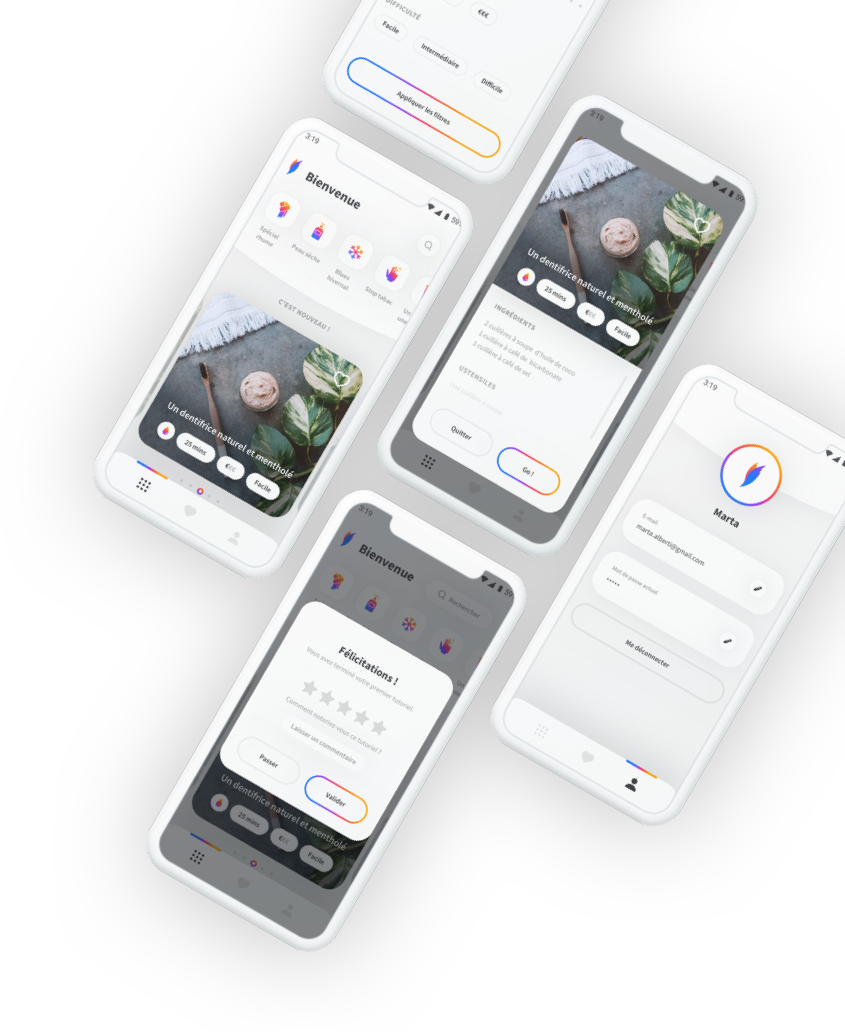 €€€
DIFFICULTÉ
Facile
Intermédiaire
Difficile
Appliquer les filtres
3:19
Bienvenue
Spécial
rhume
Peau sèche
Blues
hivernal
Stop tabac
C'EST NOUVEAU !
Un dentifrice naturel et mentholé
25 mins
€€€
Facile
3:19
Un dentifrice naturel et mentholé
25 mins
€€€
Facile
INGRÉDIENTS
2 cuillères à soupe d'huile de coco
1 cuillère à café de bicarbonate
1 cuillère à café de sel
USTENSILES
Quitter
Go !
3:19
Marta
E-mail
marta.alberti@gmail.com
Mot de passe actuel
•••••
Me déconnecter
3:19
Bienvenue
Rechercher
Félicitations !
Vous avez terminé votre premier tutoriel.
Comment noteriez-vous ce tutoriel ?
Laisser un commentaire
Passer
Valider
Un dentifrice naturel et mentholé
25 mins
€€€
Facile